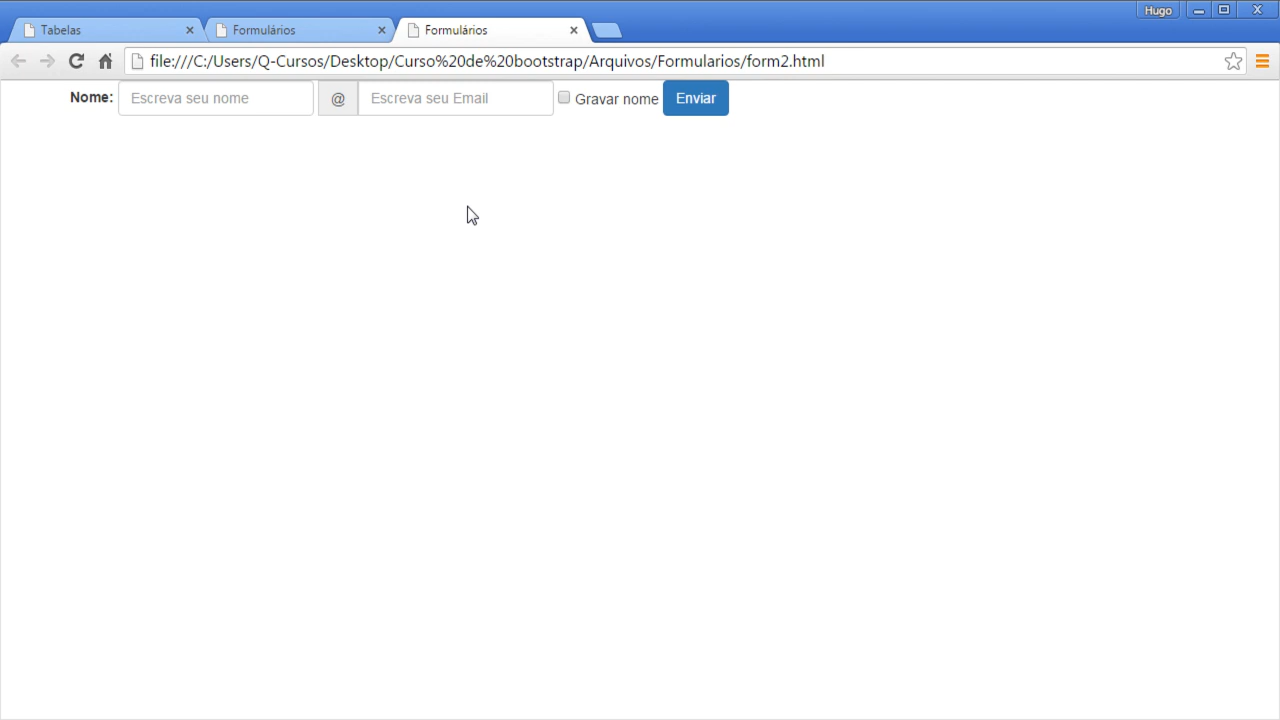 Hugo
Tabelas Formulários Formulários
file:///C:/Users/Q-Cursos/Desktop/Curso%20de%20bootstrap/Arquivos/Formularios/form2.html
Nome: Escreva seu nome @ Escreva seu Email Gravar nome Enviar